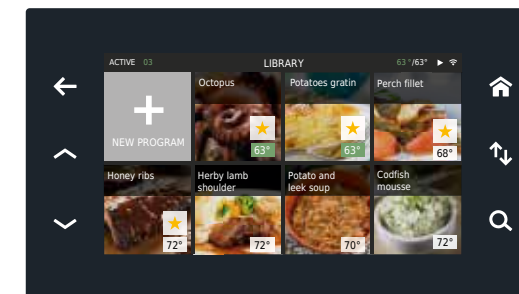 ACTIVE 03
LIBRARY
63°/63°
Octopus
Potatoes gratin
Perch fillet
NEW PROGRAM
63°
63°
68°
Honey ribs
Herby lamb
shoulder
Potato and
leek soup
Codfish
mousse
72°
72°
70°
72°